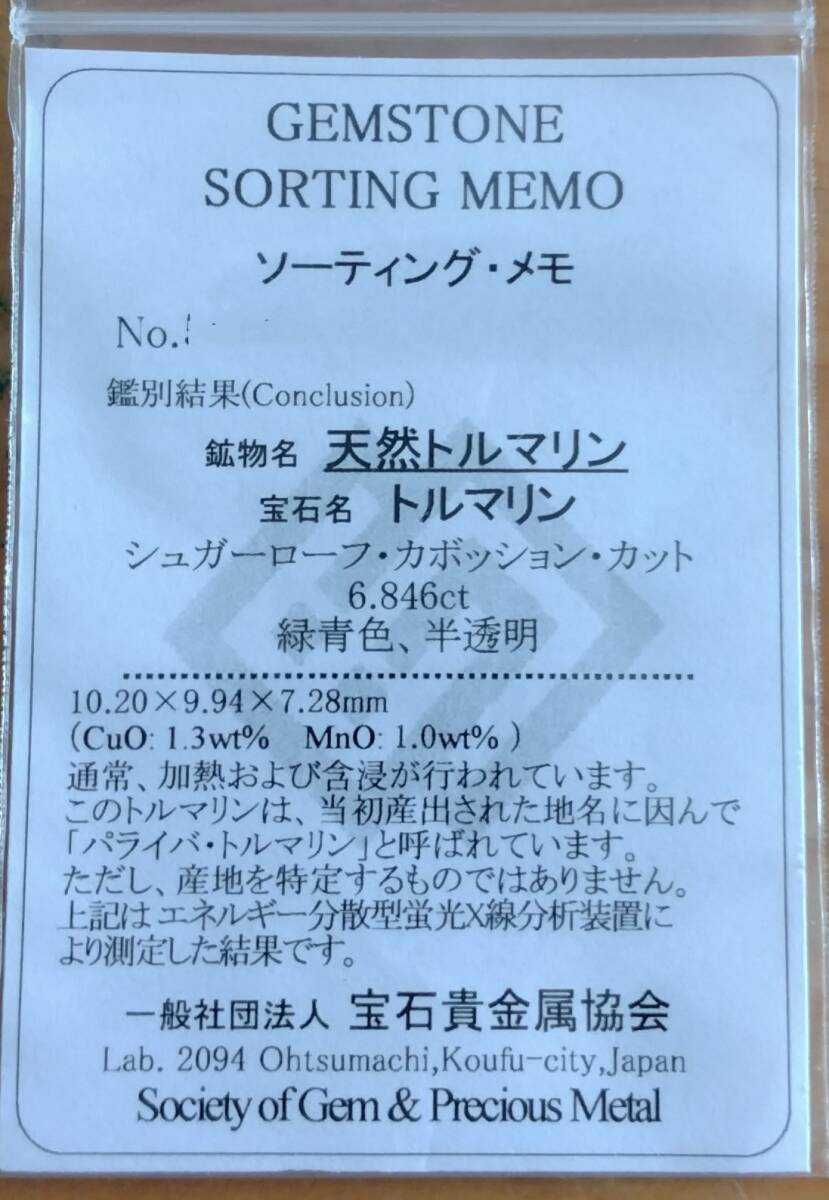 GEMSTONE
SORTING MEMO
ソーティング・メモ
No.
鑑別結果(Conclusion)
鉱物名 天然トルマリン
宝石名 トルマリン
シュガーローフ・カボッション・カット
6.846ct
緑青色、半透明
10.20×9.94×7.28mm
(CuO: 1.3wt% MnO: 1.0wt% )
通常、加熱および含浸が行われています。
このトルマリンは、当初産出された地名に因んで
「パライバ・トルマリン」と呼ばれています。
ただし、産地を特定するものではありません。
上記はエネルギー分散型蛍光X線分析装置に
より測定した結果です。
一般社団法人 宝石貴金属協会
Lab. 2094 Ohtsumachi,Koufu-city,Japan
Society of Gem & Precious Metal